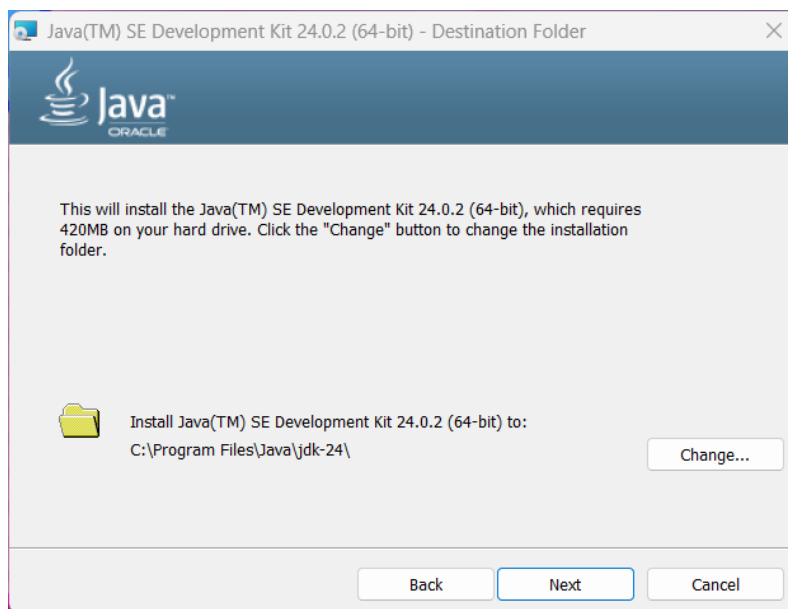 Java(TM) SE Development Kit 24.0.2 (64-bit) - Destination Folder
Java™
ORACLE
This will install the Java(TM) SE Development Kit 24.0.2 (64-bit), which requires
420MB on your hard drive. Click the "Change" button to change the installation
folder.
Install Java(TM) SE Development Kit 24.0.2 (64-bit) to:
C:\Program Files\Java\jdk-24\
Change...
Back
Next
Cancel